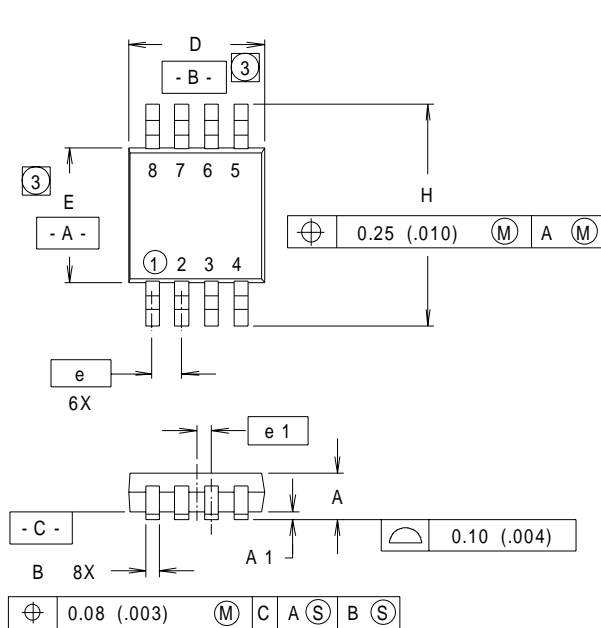 D
- B -
3
8 7 6 5
3
E
- A -
H
⌖ 0.25 (.010) Ⓜ A Ⓜ
① 2 3 4
e
6X
e 1
A
- C -
A 1
⌓ 0.10 (.004)
B 8X
⌖ 0.08 (.003) Ⓜ C A Ⓢ B Ⓢ